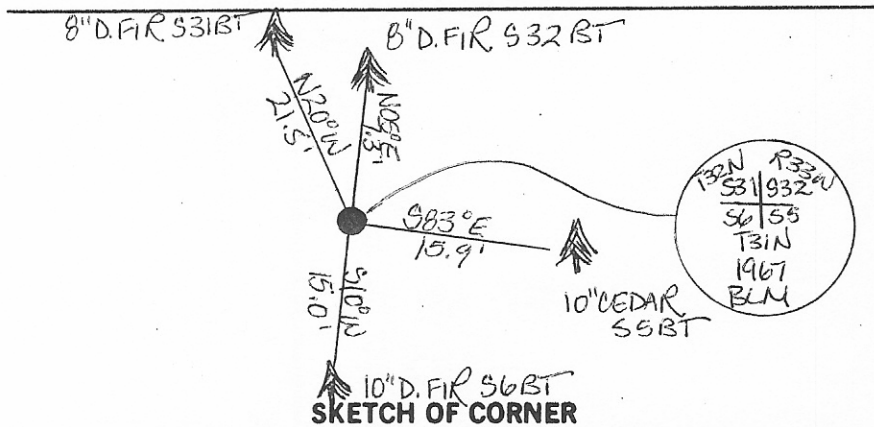 8" D.FIR S31BT
8" D.FIR S32 BT
N20°W
21.5'
N05°E
7.3'
S83°E
15.9'
S10°W
15.0'
10" CEDAR
S5BT
10" D.FIR S6BT
T32N R33W
S31 S32
S6 S5
T31N
1967
BLM
SKETCH OF CORNER